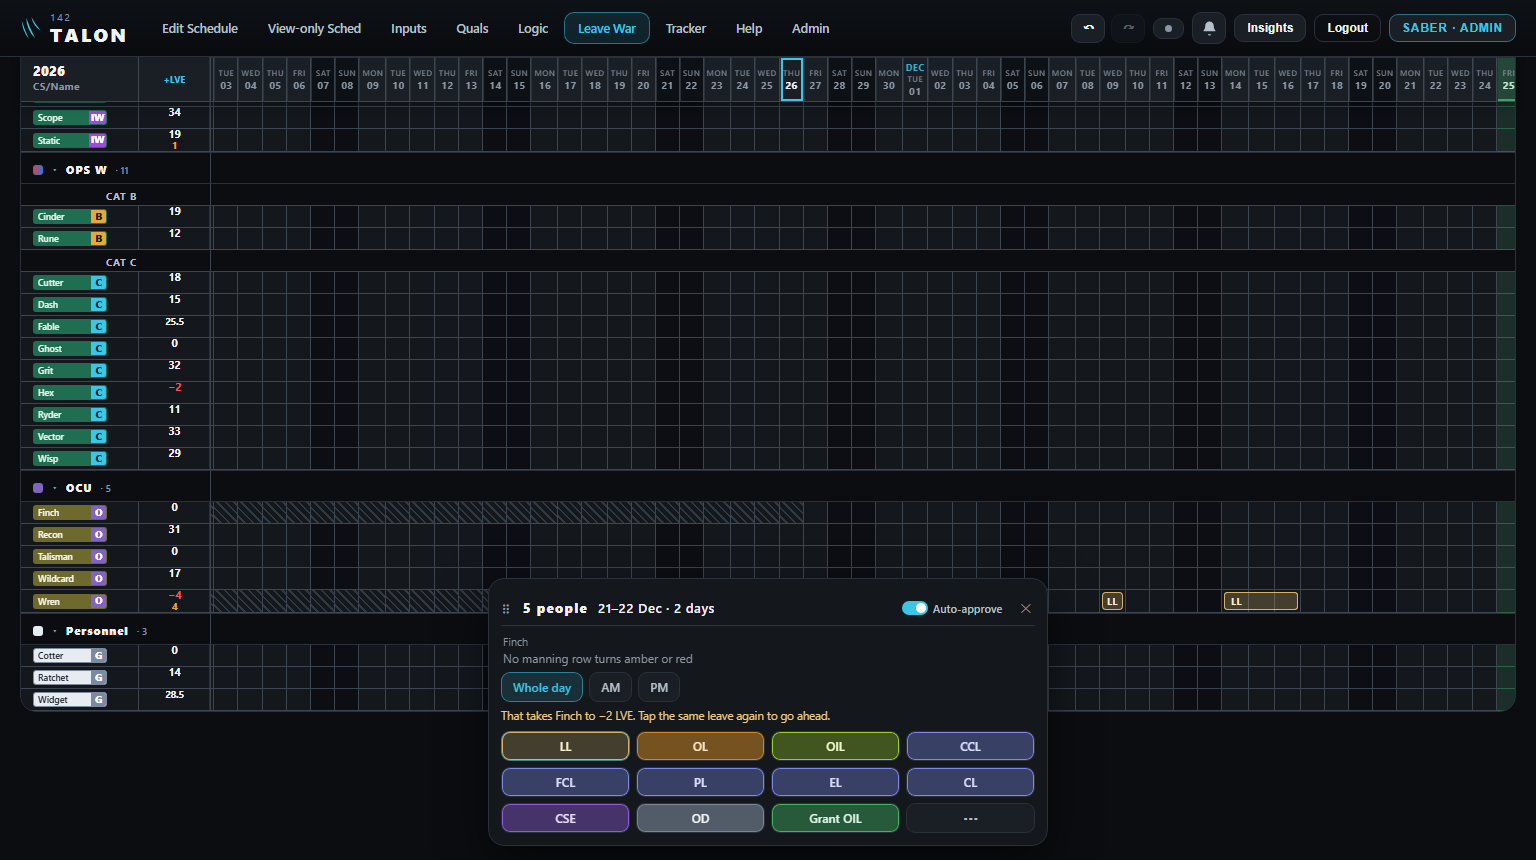 142
TALON
Edit Schedule View-only Sched Inputs Quals Logic Leave War Tracker Help Admin
Insights Logout SABER · ADMIN
2026
CS/Name
+LVE
TUE WED THU FRI SAT SUN MON TUE WED THU FRI SAT SUN MON TUE WED THU FRI SAT SUN MON TUE WED THU FRI SAT SUN MON DEC TUE WED THU FRI SAT SUN MON TUE WED THU FRI SAT SUN MON TUE WED THU FRI SAT SUN MON TUE WED THU FRI
03 04 05 06 07 08 09 10 11 12 13 14 15 16 17 18 19 20 21 22 23 24 25 26 27 28 29 30 01 02 03 04 05 06 07 08 09 10 11 12 13 14 15 16 17 18 19 20 21 22 23 24 25
Scope IW 34
Static IW 19
1
· OPS W · 11
CAT B
Cinder B 19
Rune B 12
CAT C
Cutter C 18
Dash C 15
Fable C 25.5
Ghost C 0
Grit C 32
Hex C −2
Ryder C 11
Vector C 33
Wisp C 29
· OCU · 5
Finch O 0
Recon O 31
Talisman O 0
Wildcard O 17
Wren O −4
4
LL LL
· Personnel · 3
Cotter G 0
Ratchet G 14
Widget G 28.5
5 people 21–22 Dec · 2 days Auto-approve
Finch
No manning row turns amber or red
Whole day AM PM
That takes Finch to −2 LVE. Tap the same leave again to go ahead.
LL OL OIL CCL
FCL PL EL CL
CSE OD Grant OIL ---